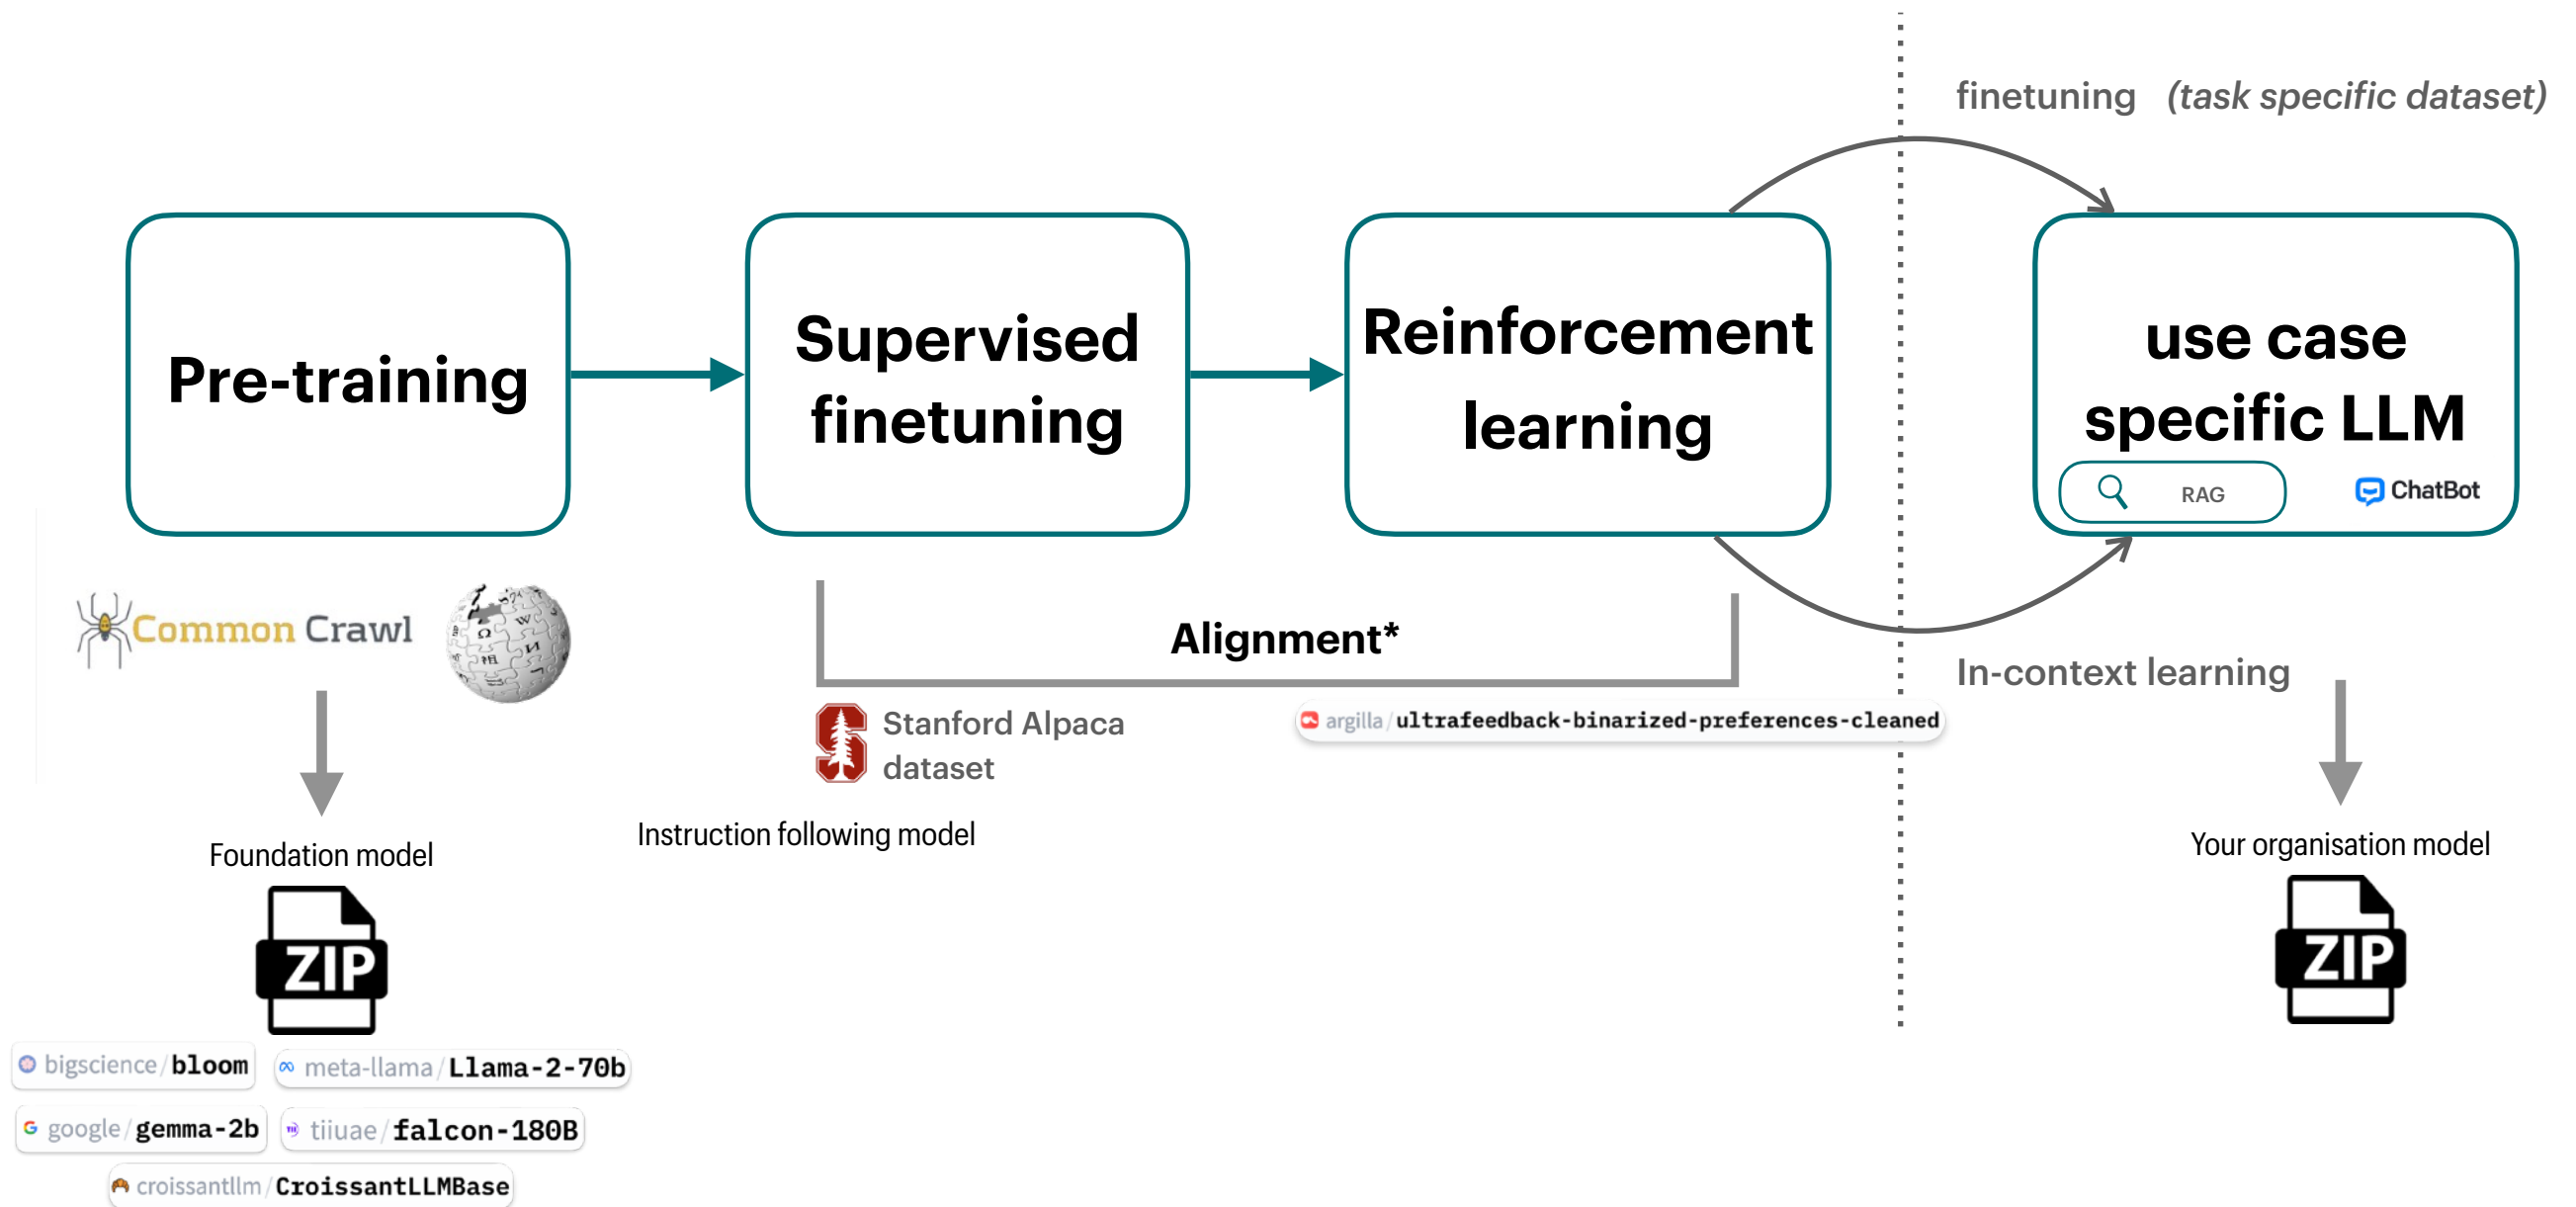 finetuning (task specific dataset)
Pre-training
Supervised
finetuning
Reinforcement
learning
use case
specific LLM
RAG
ChatBot
Common Crawl
Alignment*
In-context learning
Stanford Alpaca
dataset
argilla/ultrafeedback-binarized-preferences-cleaned
Instruction following model
Foundation model
Your organisation model
ZIP
ZIP
bigscience/bloom
meta-llama/Llama-2-70b
google/gemma-2b
tiiuae/falcon-180B
croissantllm/CroissantLLMBase